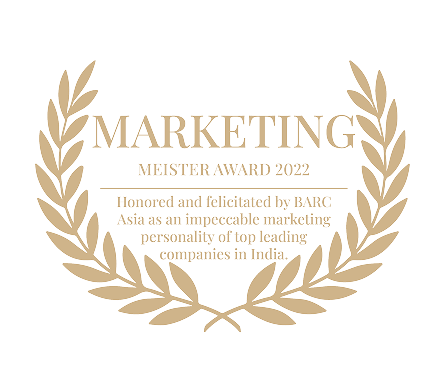 MARKETING
MEISTER AWARD 2022
Honored and felicitated by BARC
Asia as an impeccable marketing
personality of top leading
companies in India.